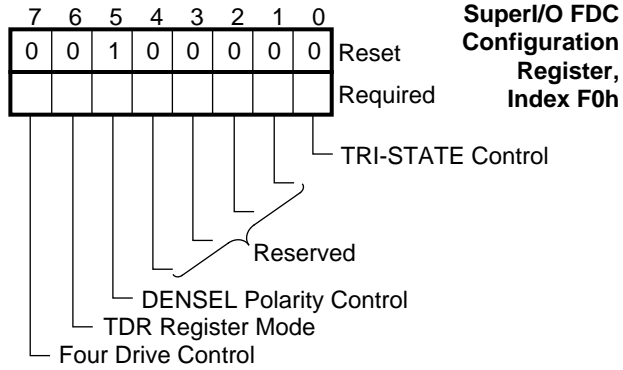 7 6 5 4 3 2 1 0
0 0 1 0 0 0 0 0 Reset
Required
SuperI/O FDC
Configuration
Register,
Index F0h
TRI-STATE Control
Reserved
DENSEL Polarity Control
TDR Register Mode
Four Drive Control